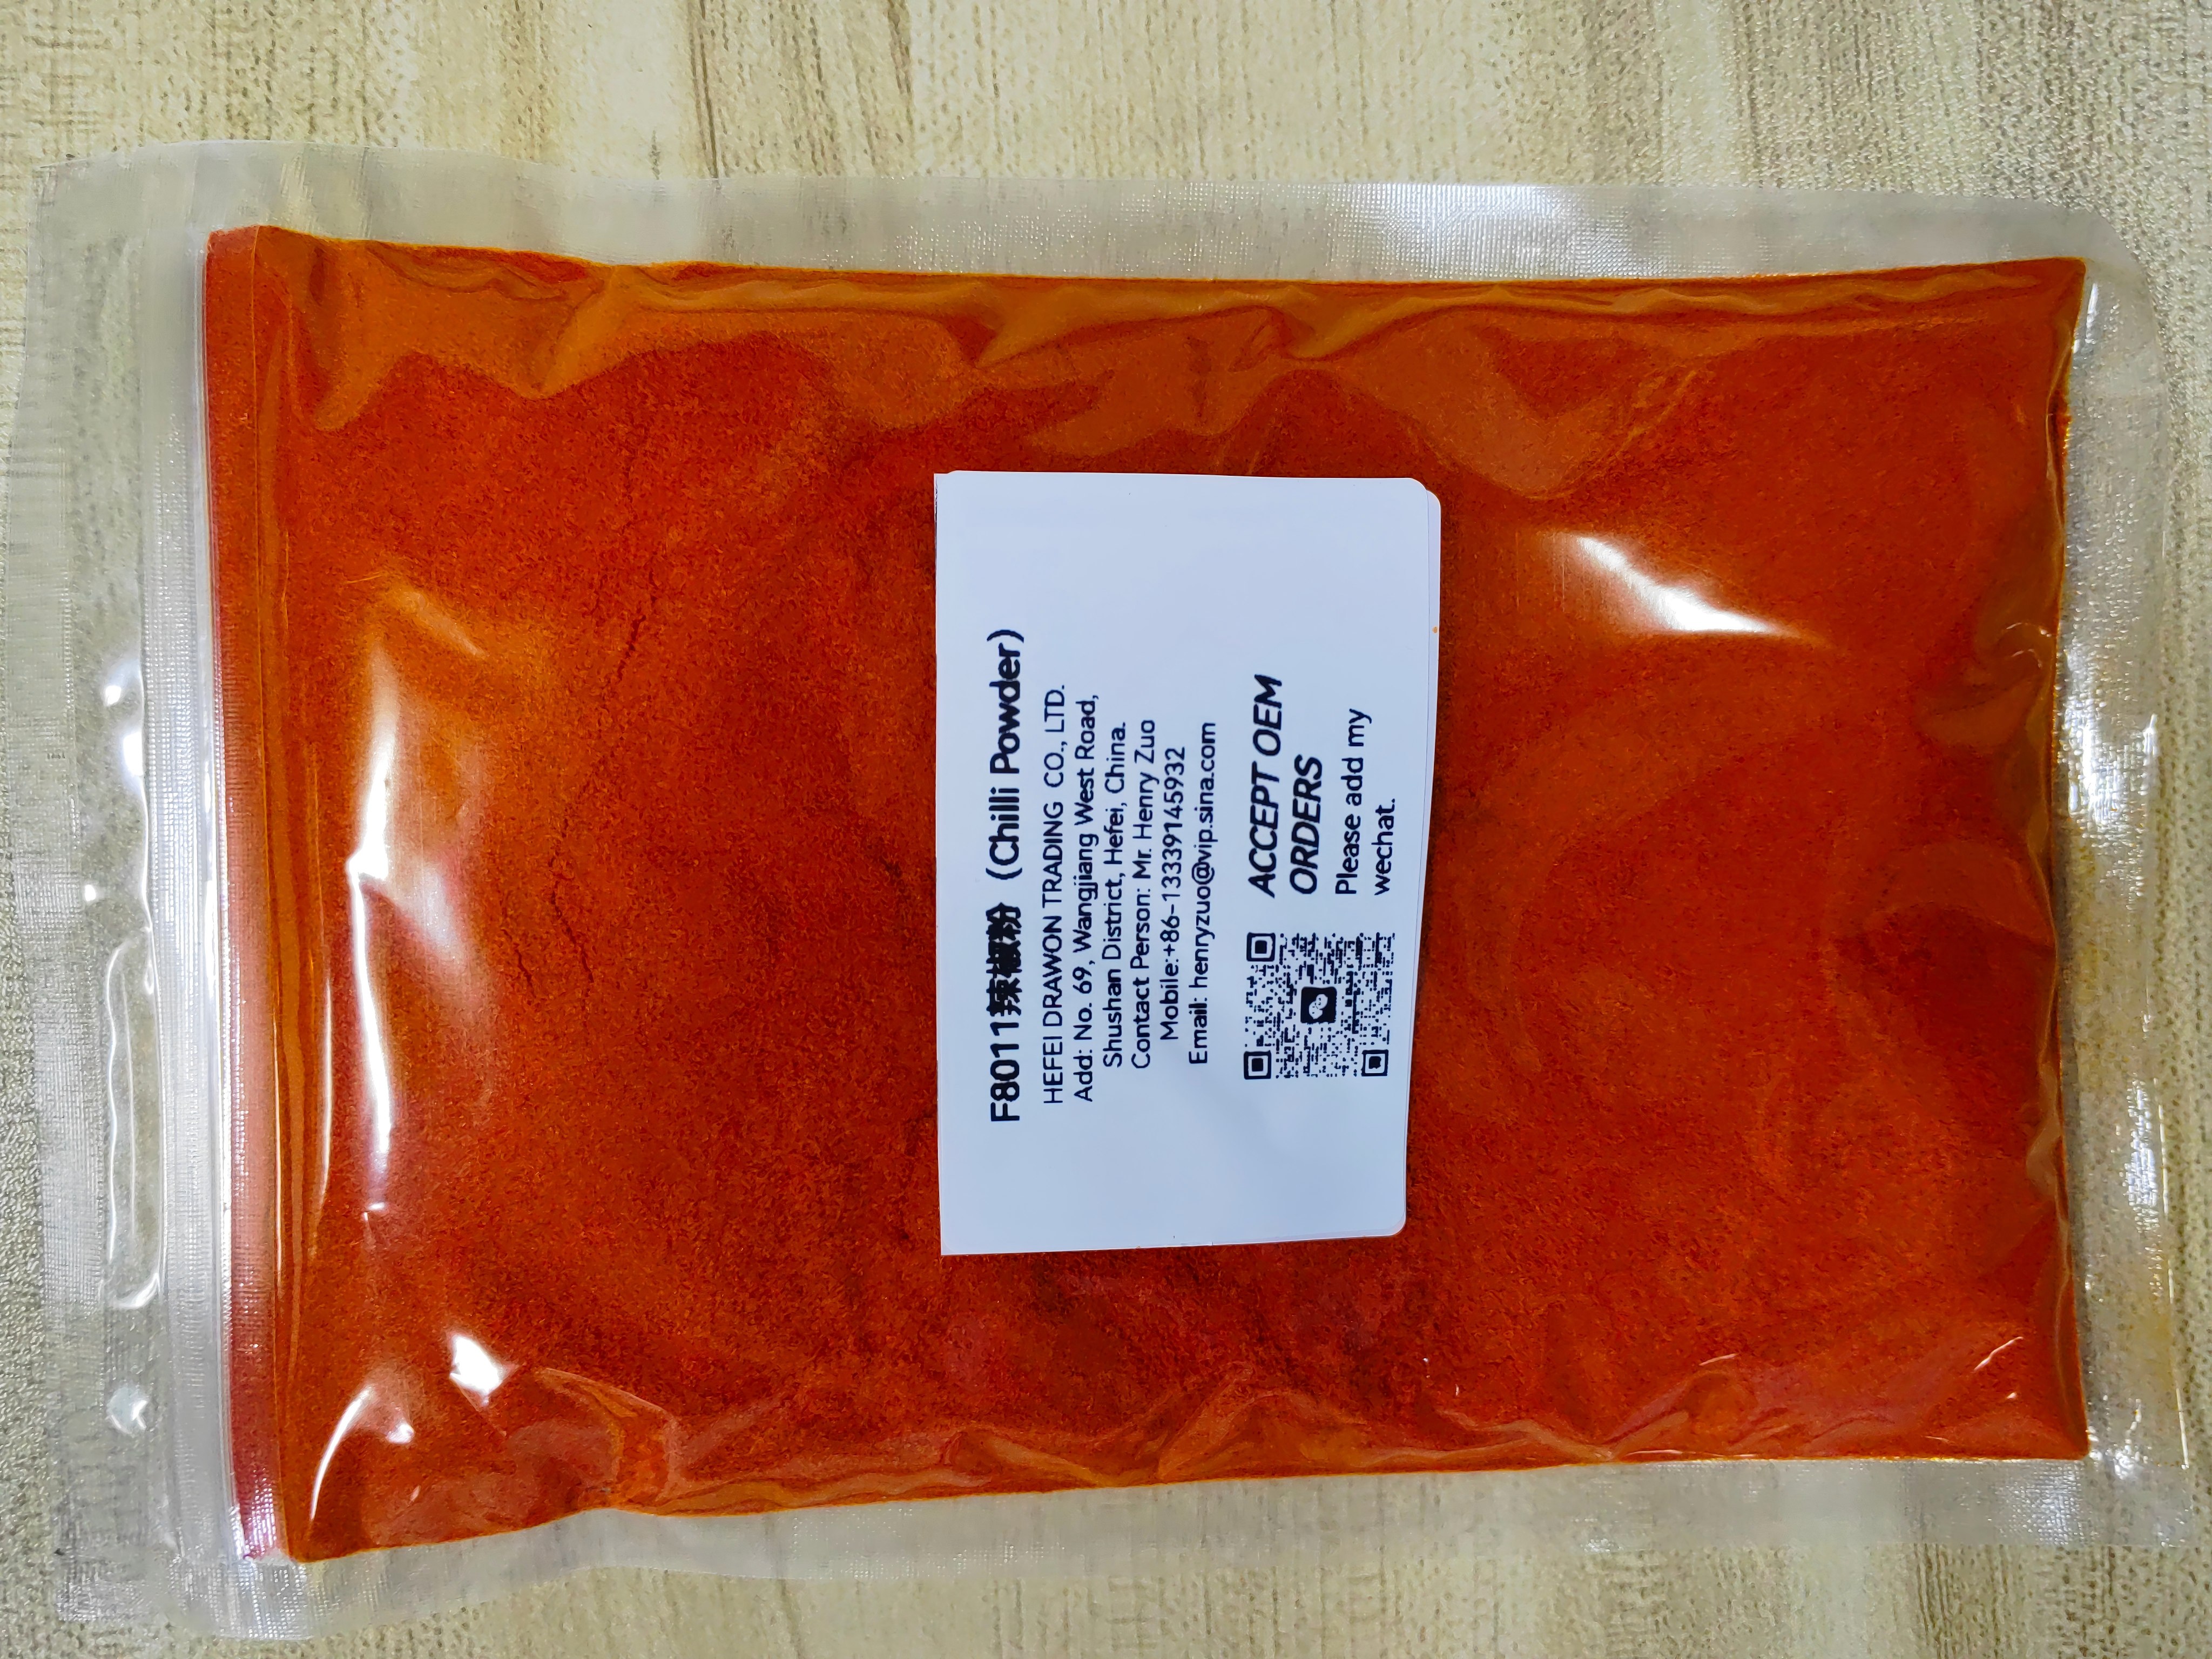 F8011辣椒粉 (Chilli Powder)
HEFEI DRAWON TRADING CO., LTD.
Add: No. 69, Wangjiang West Road,
Shushan District, Hefei, China.
Contact Person: Mr. Henry Zuo
Mobile:+86-13339145932
Email: henryzuo@vip.sina.com
ACCEPT OEM
ORDERS
Please add my
wechat.